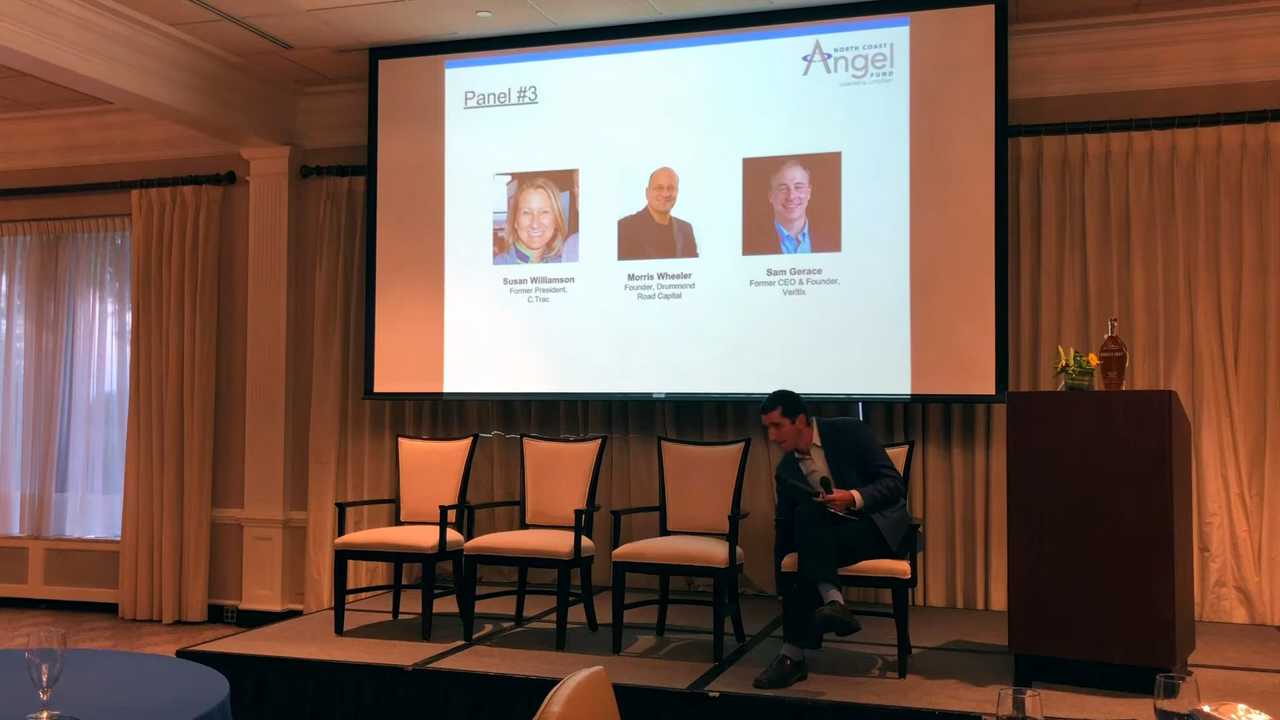 NORTH COAST
Angel
FUND
Panel #3
Susan Williamson
Former President,
C.Trac
Morris Wheeler
Founder, Drummond
Road Capital
Sam Gerace
Former CEO & Founder,
Veritix